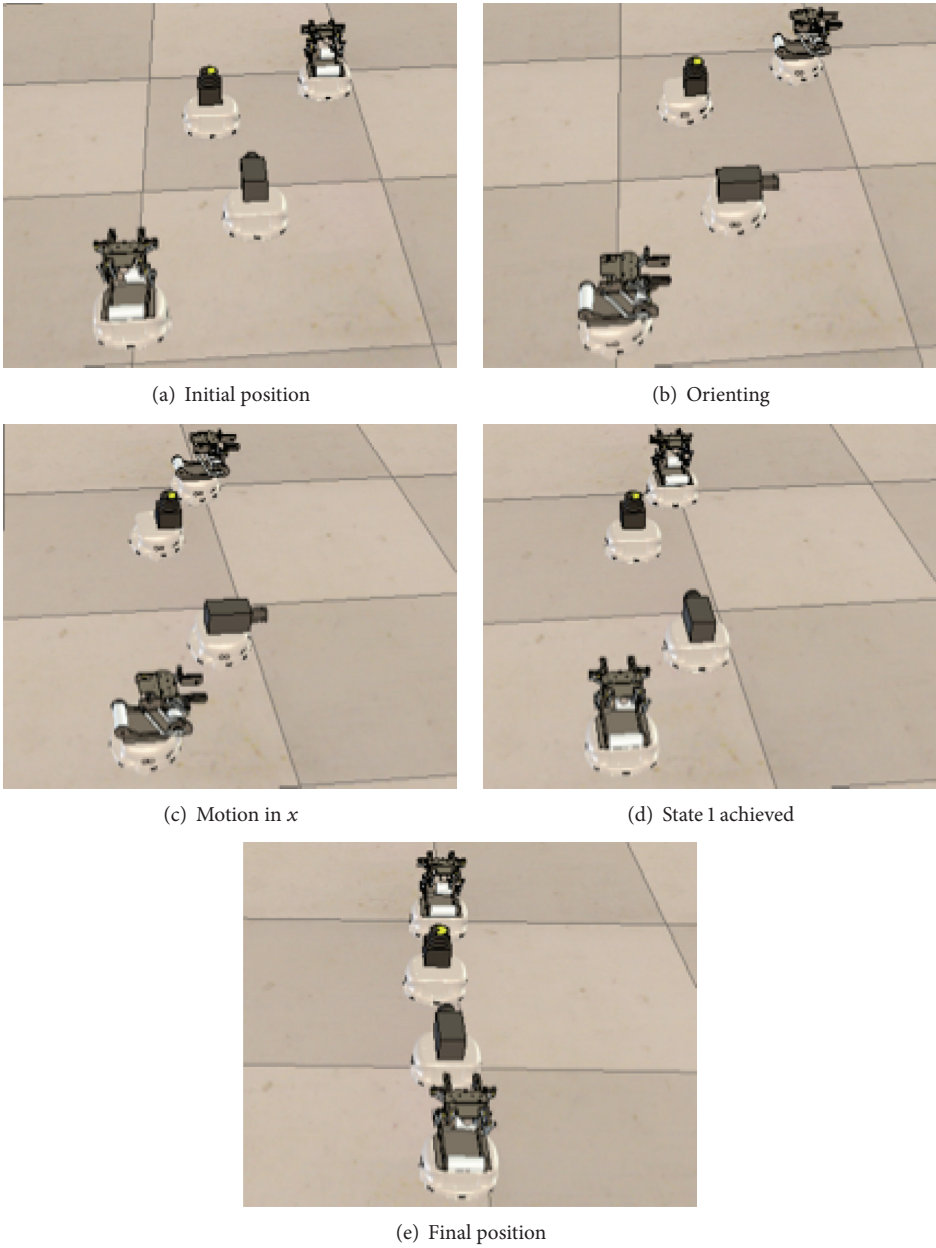 (a) Initial position
(b) Orienting
(c) Motion in x
(d) State 1 achieved
(e) Final position